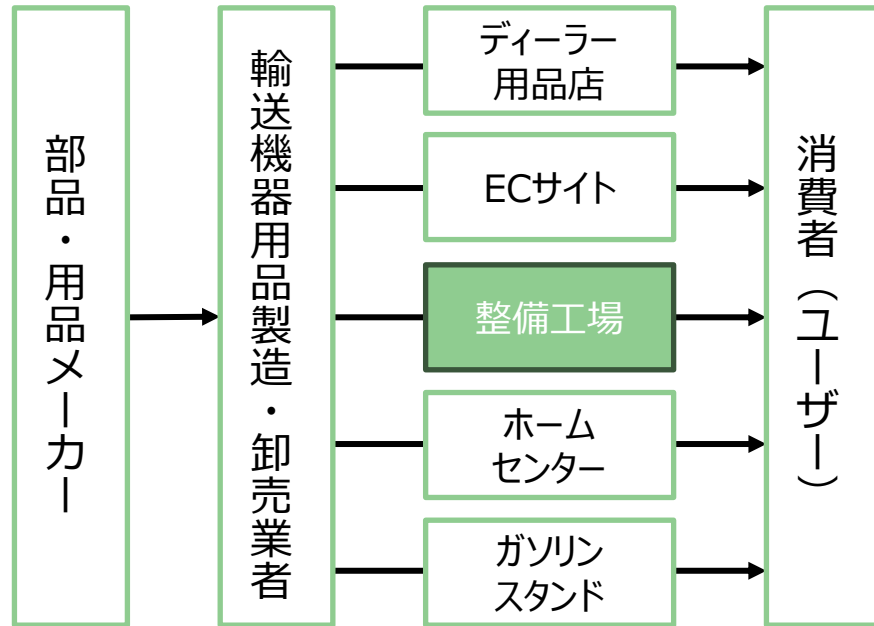 部品・用品メーカー
輸送機器用品製造・卸売業者
ディーラー
用品店
ECサイト
整備工場
ホーム
センター
ガソリン
スタンド
消費者（ユーザー）